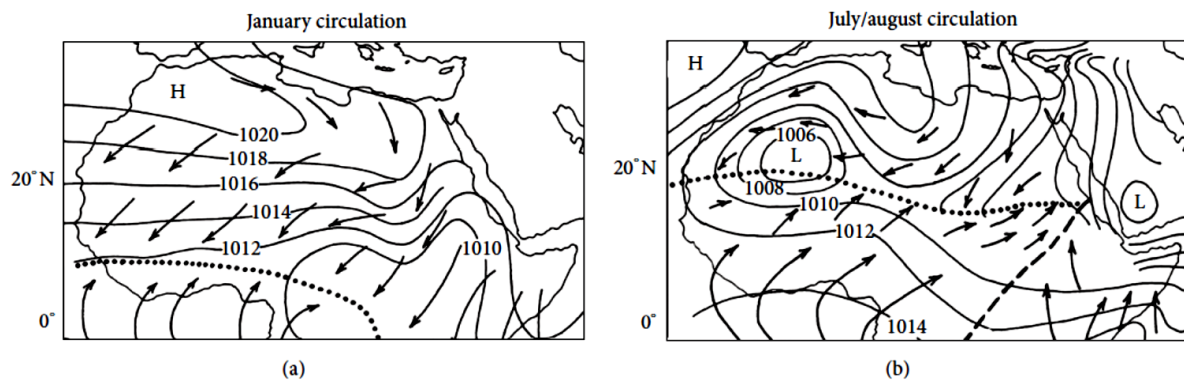 January circulation
H
1020
1018
20°N
1016
1014
1012
1010
0°
(a)
July/august circulation
H
1006
L
20°N
1008
1010
L
1012
0°
1014
(b)